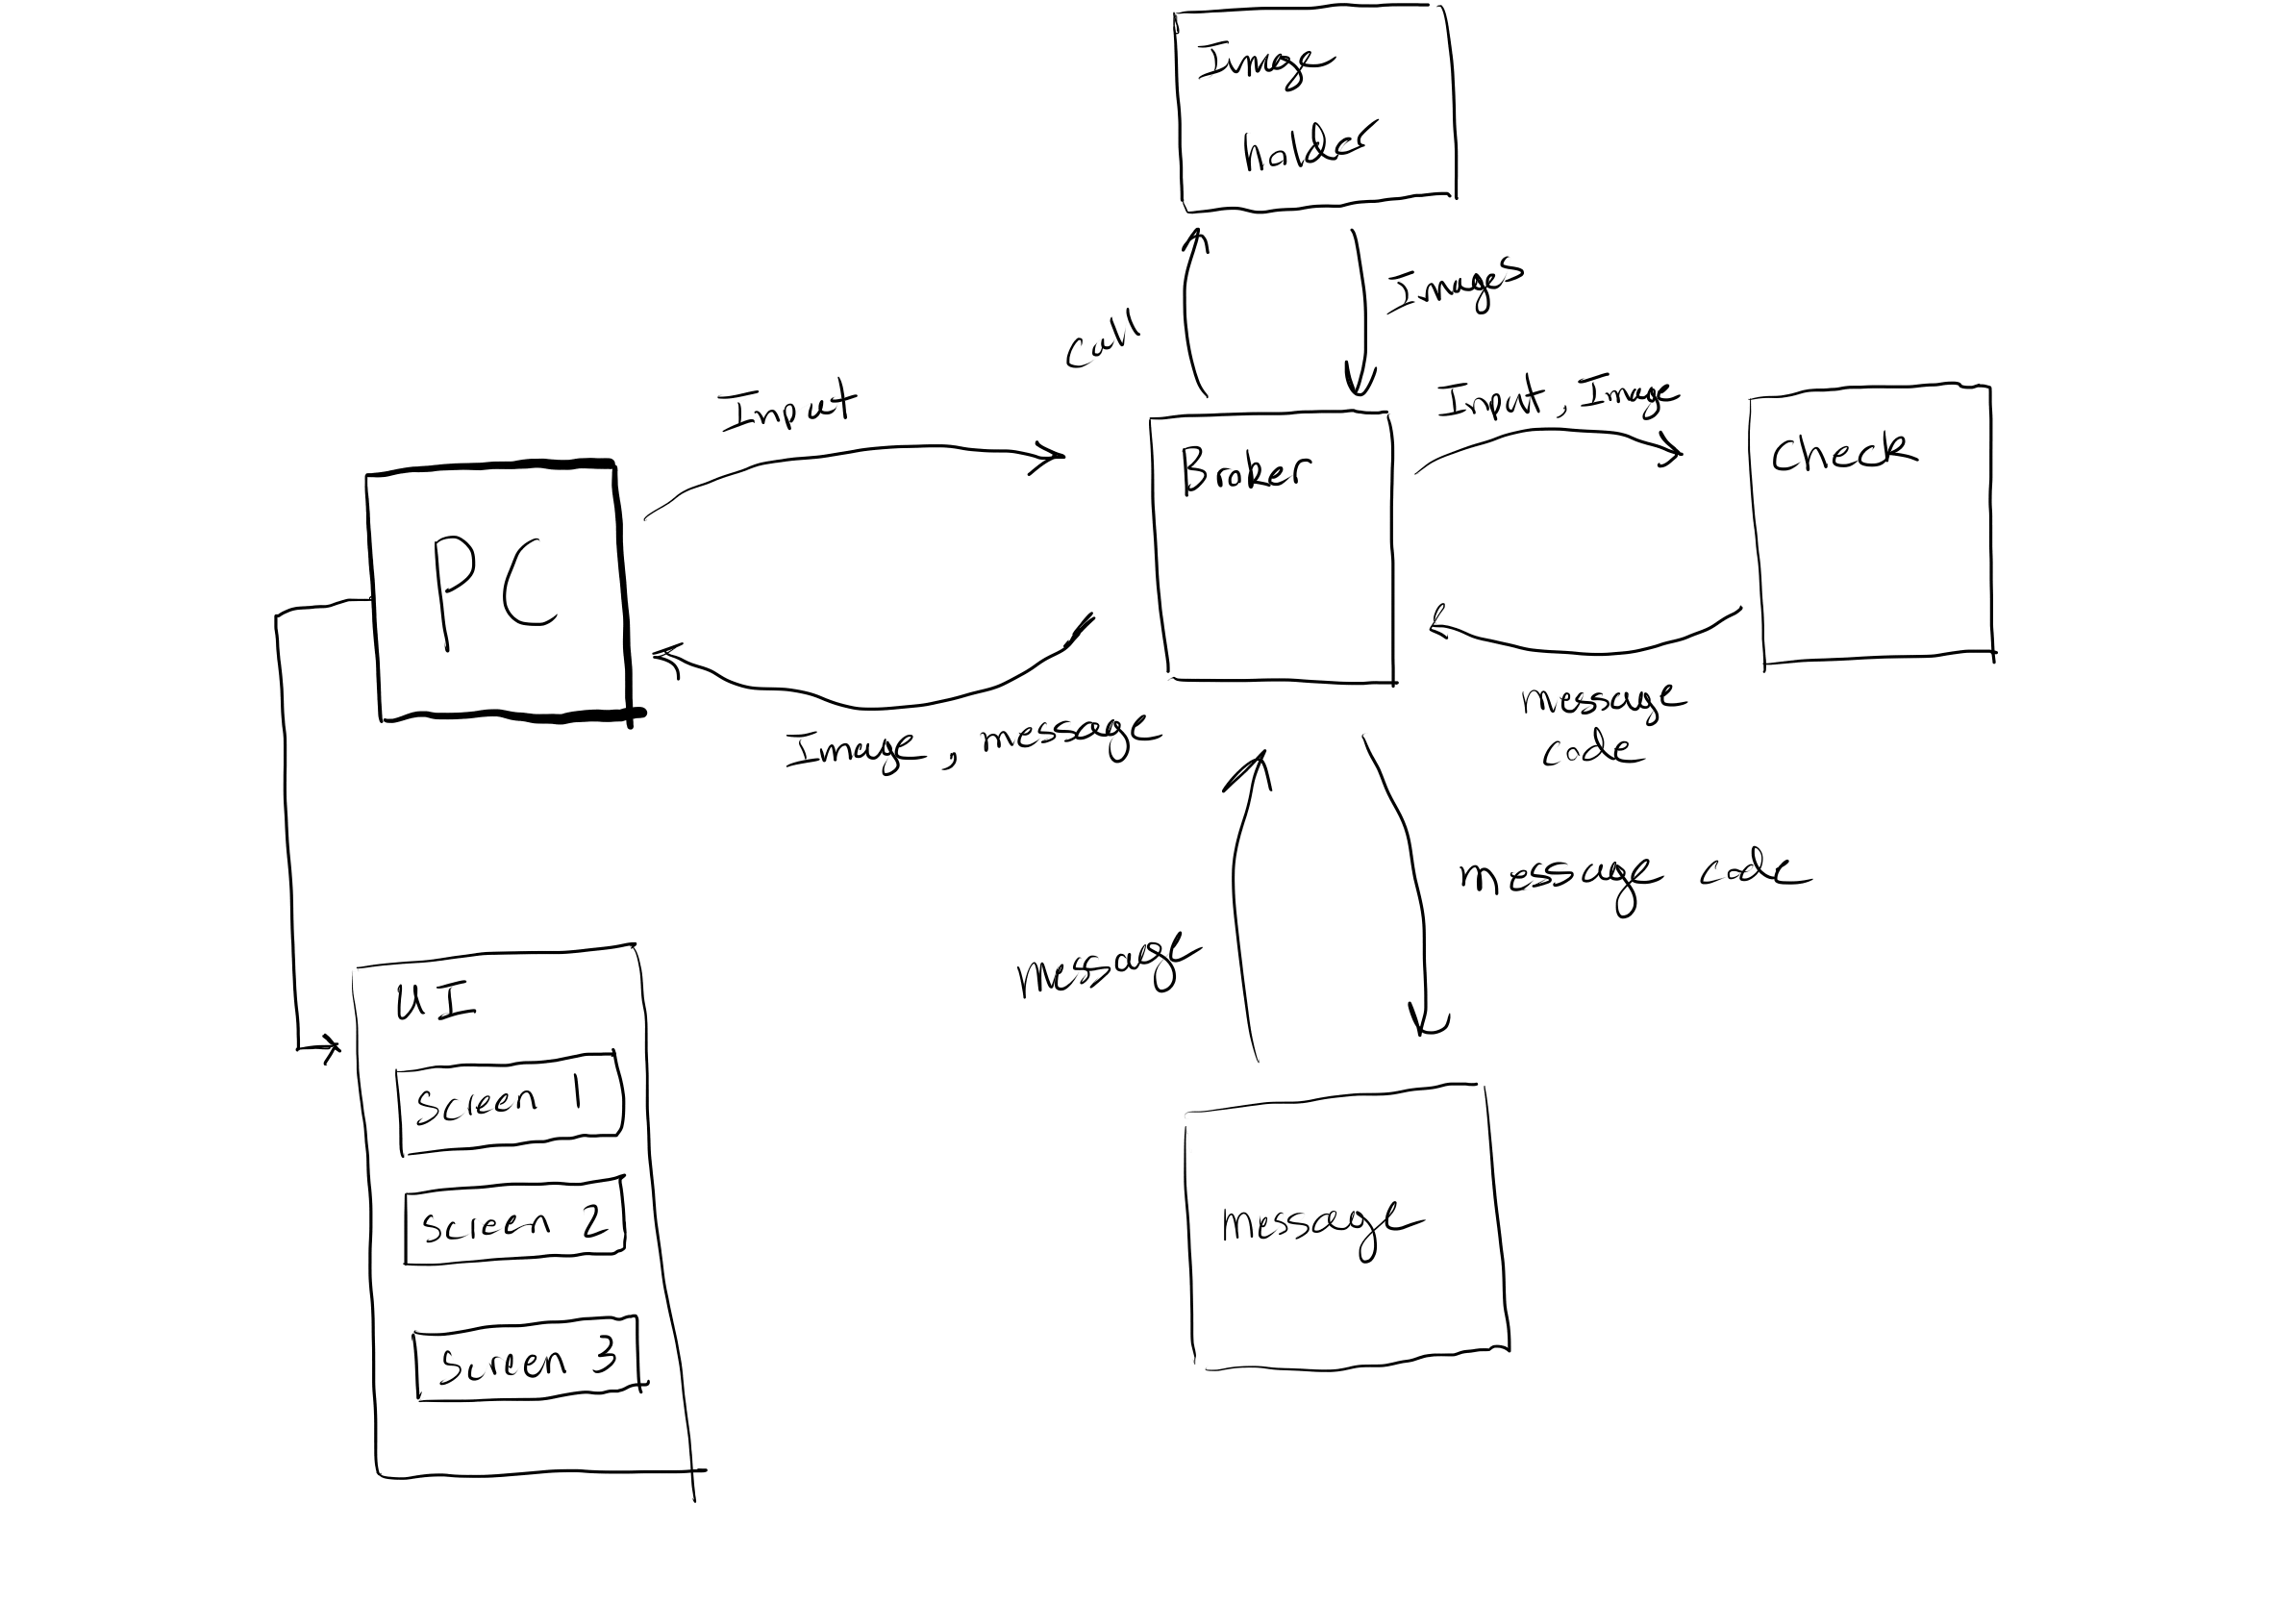 Image
holder
Call
Images
Input
Input, Image
Broker
Check
PC
Image, message
message
code
message code
Message
UI
Screen 1
Screen 2
Screen 3
message